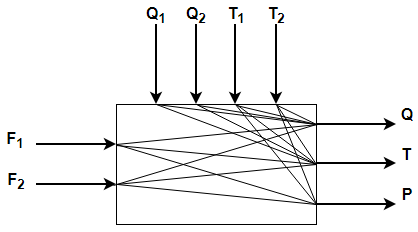 Q₁ Q₂ T₁ T₂
Q
F₁
T
F₂
P